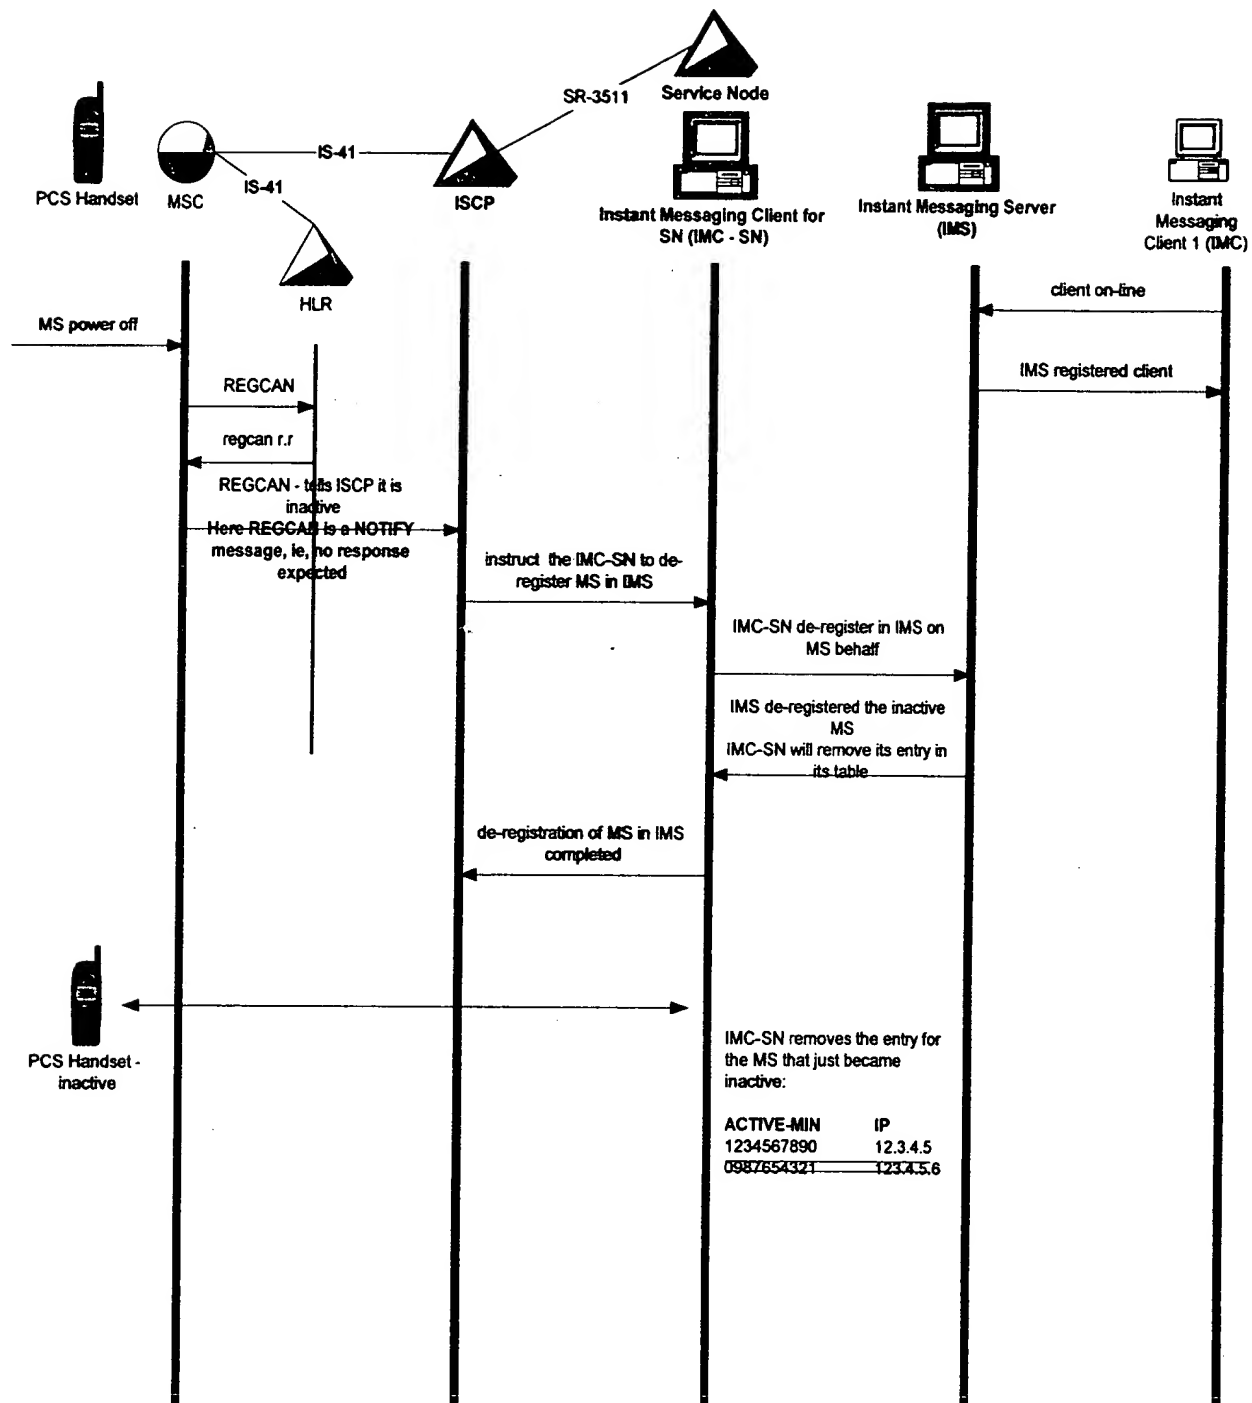 SR-3511
Service Node
IS-41
IS-41
PCS Handset
MSC
ISCP
Instant Messaging Client for
SN (IMC - SN)
Instant Messaging Server
(IMS)
Instant
Messaging
Client 1 (IMC)
HLR
client on-line
MS power off
IMS registered client
REGCAN
regcan r.r
REGCAN - tells ISCP it is
inactive
Here REGCAN is a NOTIFY
message, ie, no response
expected
instruct the IMC-SN to de-
register MS in IMS
IMC-SN de-register in IMS on
MS behalf
IMS de-registered the inactive
MS
IMC-SN will remove its entry in
its table
de-registration of MS in IMS
completed
PCS Handset -
inactive
IMC-SN removes the entry for
the MS that just became
inactive:
ACTIVE-MIN IP
1234567890 12.3.4.5
0987654321 123.4.5.6